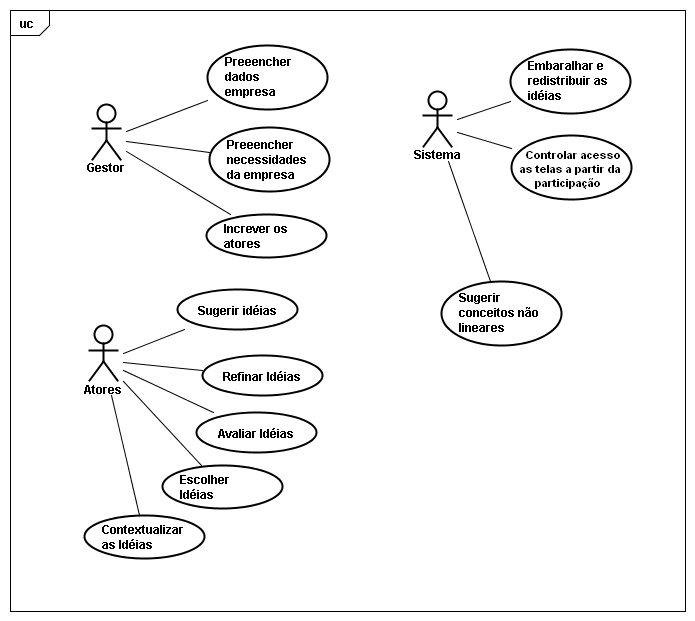 uc
Preeencher
dados
empresa
Gestor
Preeencher
necessidades
da empresa
Increver os
atores
Embaralhar e
redistribuir as
idéias
Sistema
Controlar acesso
as telas a partir da
participação
Sugerir
conceitos não
lineares
Sugerir idéias
Atores
Refinar Idéias
Avaliar Idéias
Escolher
Idéias
Contextualizar
as Idéias